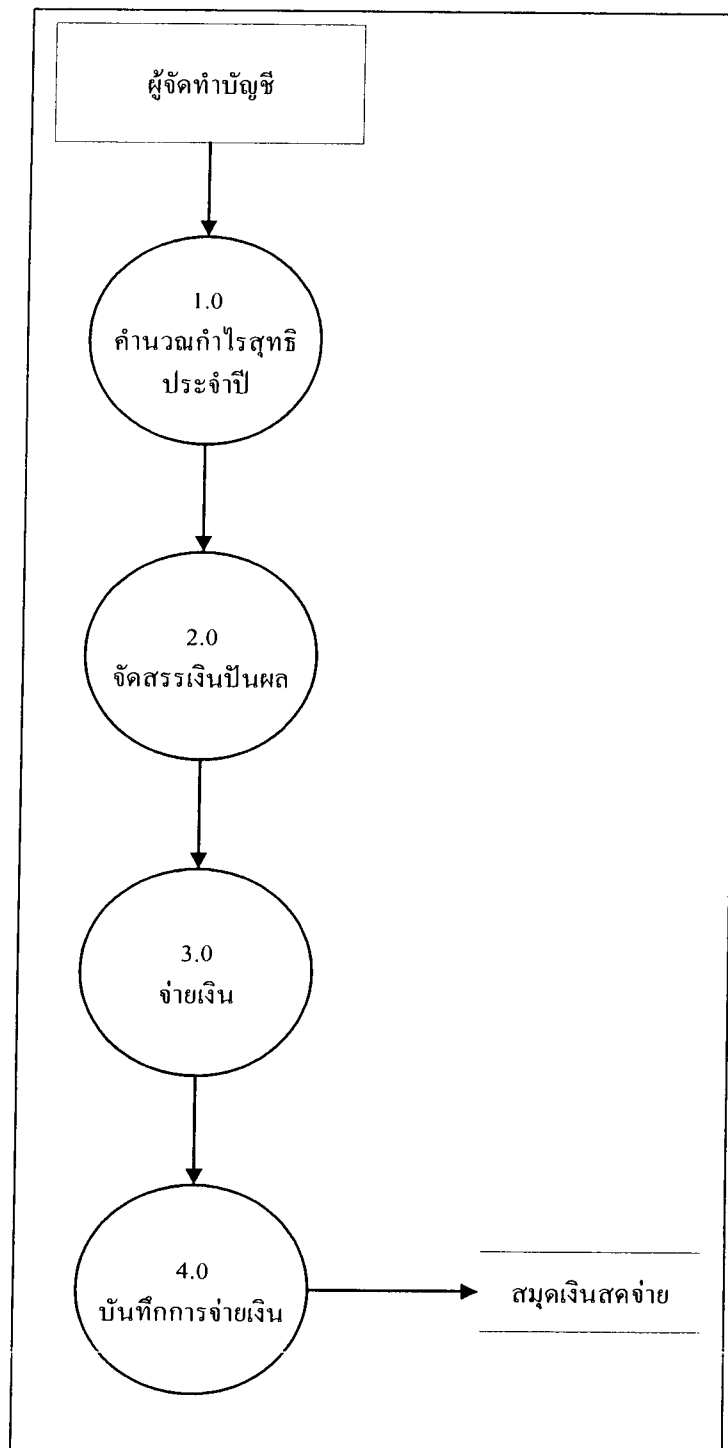 ผู้จัดทำบัญชี
1.0
คำนวณกำไรสุทธิ
ประจำปี
2.0
จัดสรรเงินปันผล
3.0
จ่ายเงิน
4.0
บันทึกการจ่ายเงิน
สมุดเงินสดจ่าย